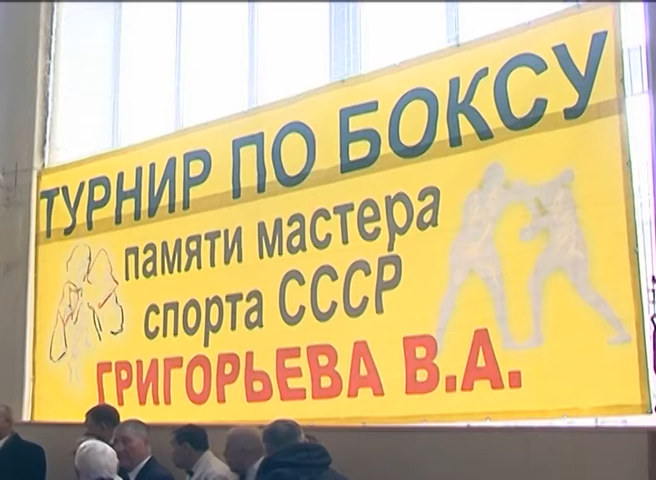 ТУРНИР ПО БОКСУ
памяти мастера
спорта СССР
ГРИГОРЬЕВА В.А.